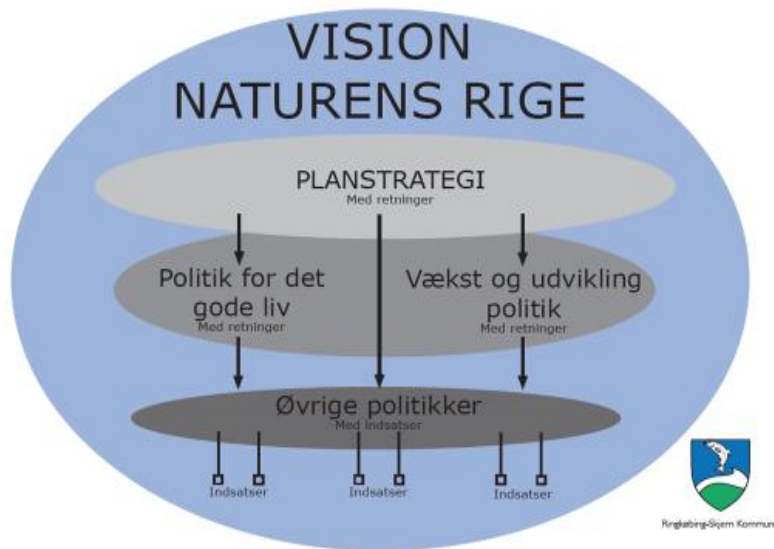 VISION
NATURENS RIGE
PLANSTRATEGI
Med retninger
Politik for det
gode liv
Med retninger
Vækst og udvikling
politik
Med retninger
Øvrige politikker
Med indsatser
Indsatser
Indsatser
Indsatser
Ringkøbing-Skjern Kommun